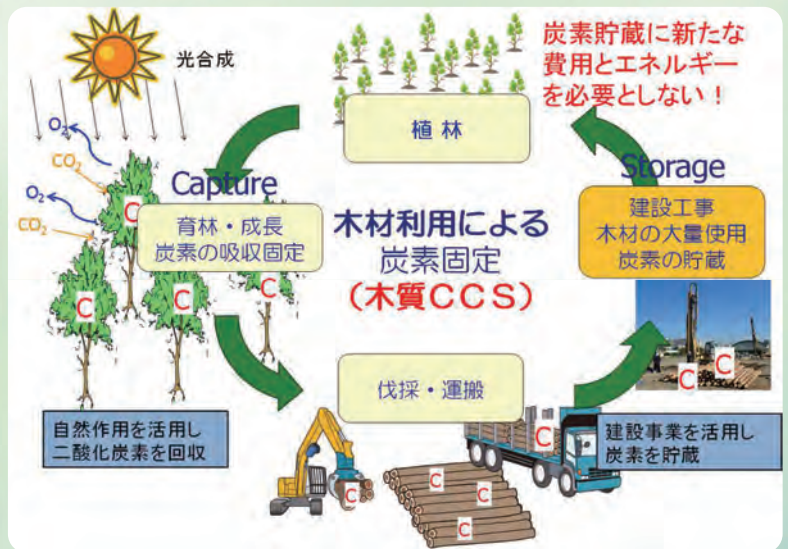 光合成
O₂
CO₂
O₂
CO₂
C
C
C
C
Capture
育林・成長
炭素の吸収固定
植林
炭素貯蔵に新たな
費用とエネルギー
を必要としない！
Storage
建設工事
木材の大量使用
炭素の貯蔵
木材利用による
炭素固定
（木質CCS）
C
C
伐採・運搬
自然作用を活用し
二酸化炭素を回収
C
C
C
C
C
建設事業を活用し
炭素を貯蔵